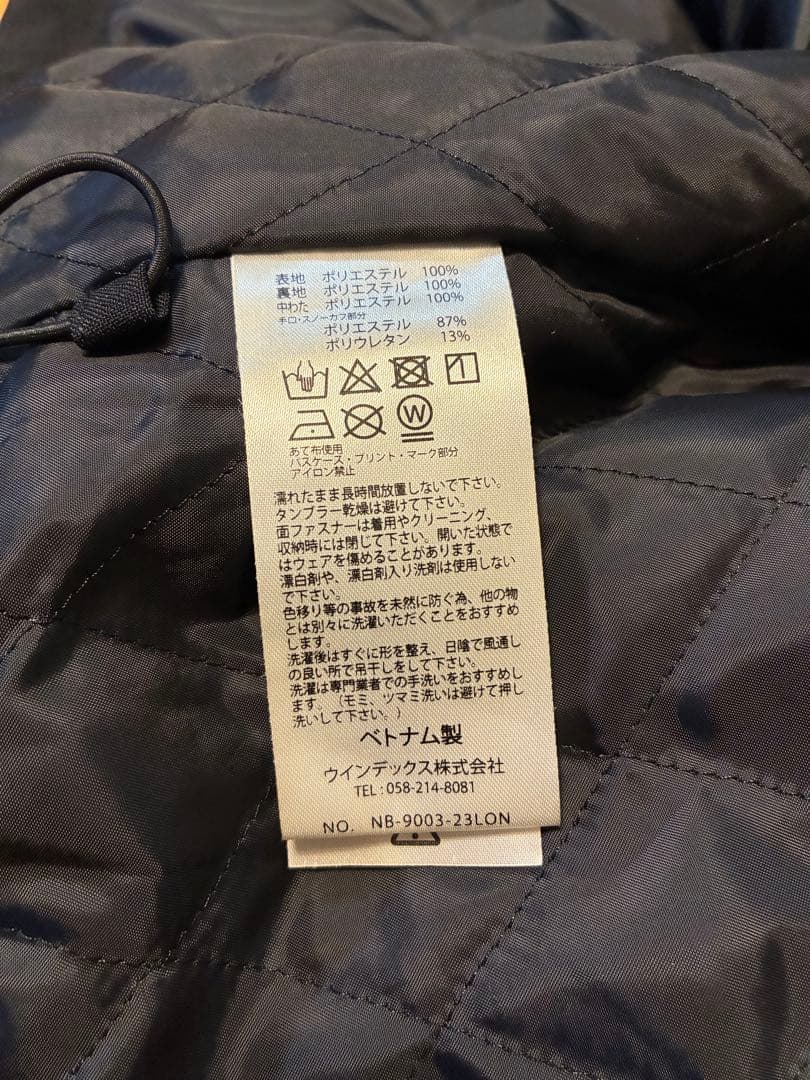 表地 ポリエステル 100%
裏地 ポリエステル 100%
中わた ポリエステル 100%
手口・スノーカフ部分
ポリエステル 87%
ポリウレタン 13%
W
あて布使用
パスケース・プリント・マーク部分
アイロン禁止
濡れたまま長時間放置しないで下さい。
タンブラー乾燥は避けて下さい。
面ファスナーは着用やクリーニング、
収納時には閉じて下さい。開いた状態で
はウェアを傷めることがあります。
漂白剤や、漂白剤入り洗剤は使用しない
で下さい。
色移り等の事故を未然に防ぐ為、他の物
とは別々に洗濯いただくことをおすすめ
します。
洗濯後はすぐに形を整え、日陰で風通し
の良い所で吊干しをして下さい。
洗濯は専門業者での手洗いをおすすめし
ます。（モミ、ツマミ洗いは避けて押し
洗いして下さい。）
ベトナム製
ウインデックス株式会社
TEL:058-214-8081
NO. NB-9003-23LON